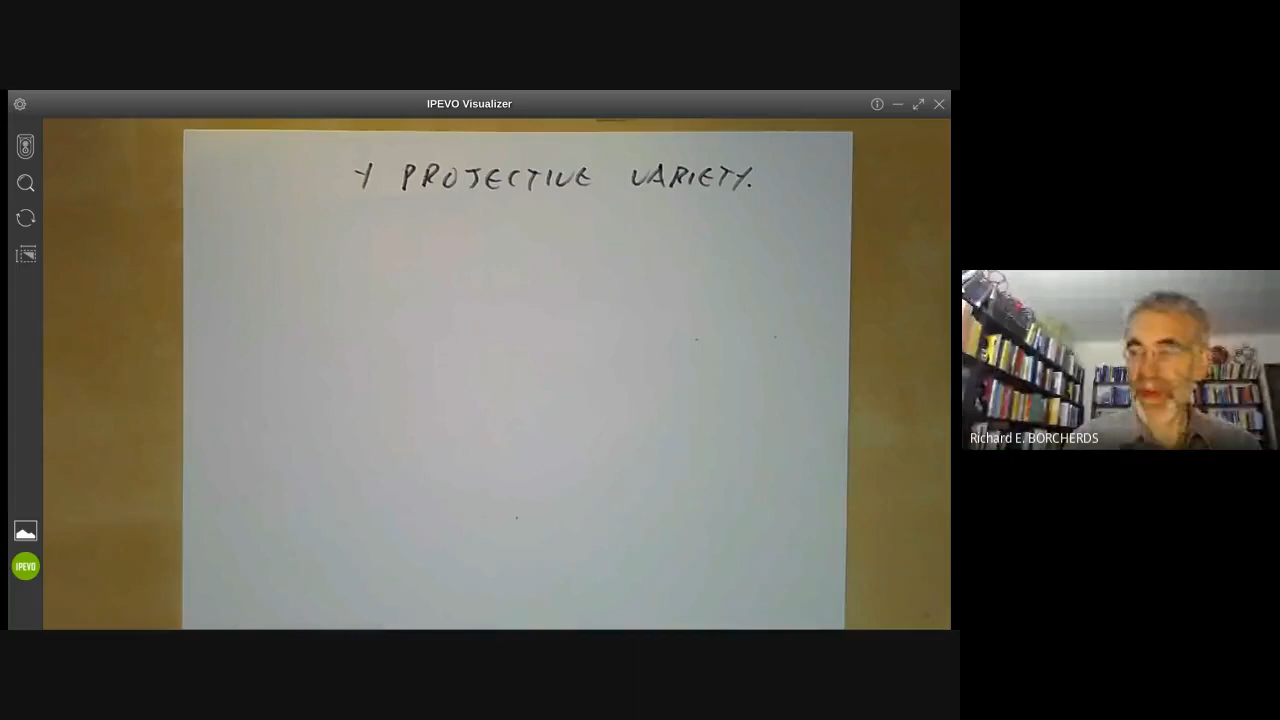 IPEVO Visualizer
Y PROJECTIVE VARIETY.
IPEVO
Richard E. BORCHERDS